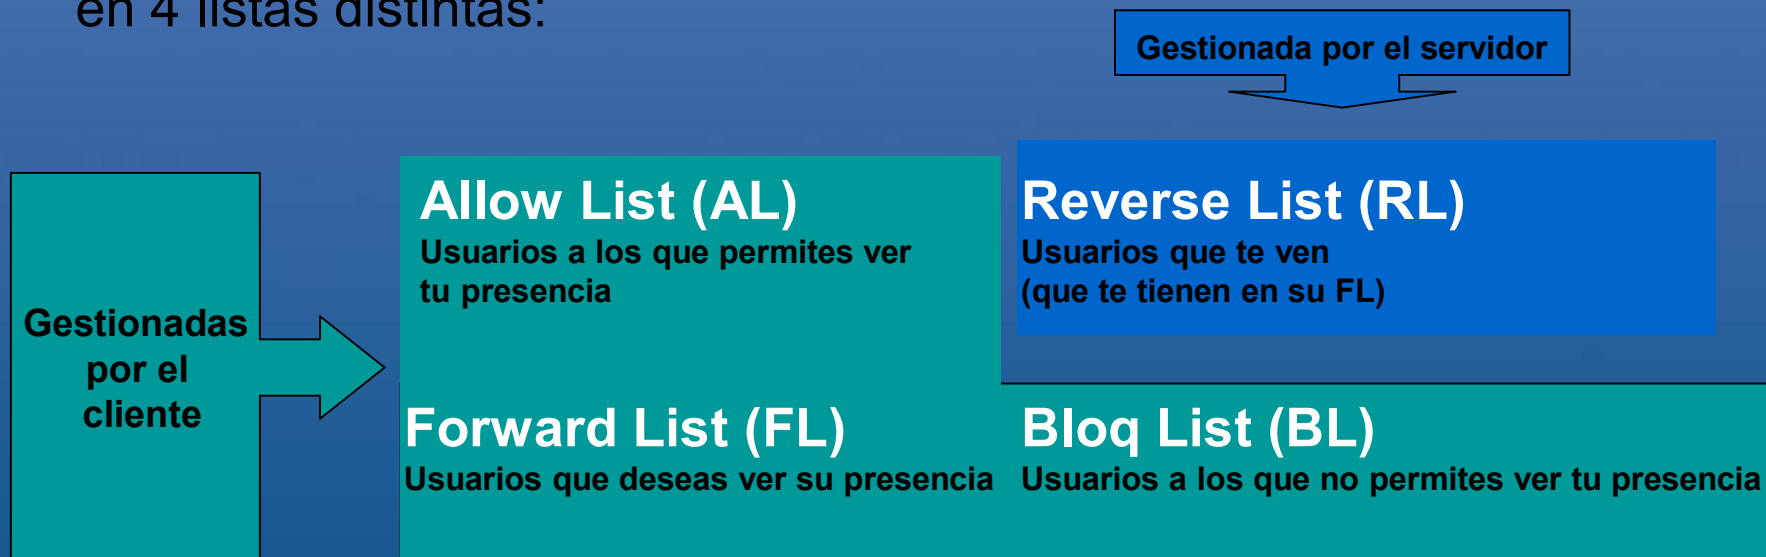 en 4 listas distintas:
Gestionada por el servidor
Gestionadas
por el
cliente
Allow List (AL)
Usuarios a los que permites ver
tu presencia
Reverse List (RL)
Usuarios que te ven
(que te tienen en su FL)
Forward List (FL)
Usuarios que deseas ver su presencia
Bloq List (BL)
Usuarios a los que no permites ver tu presencia